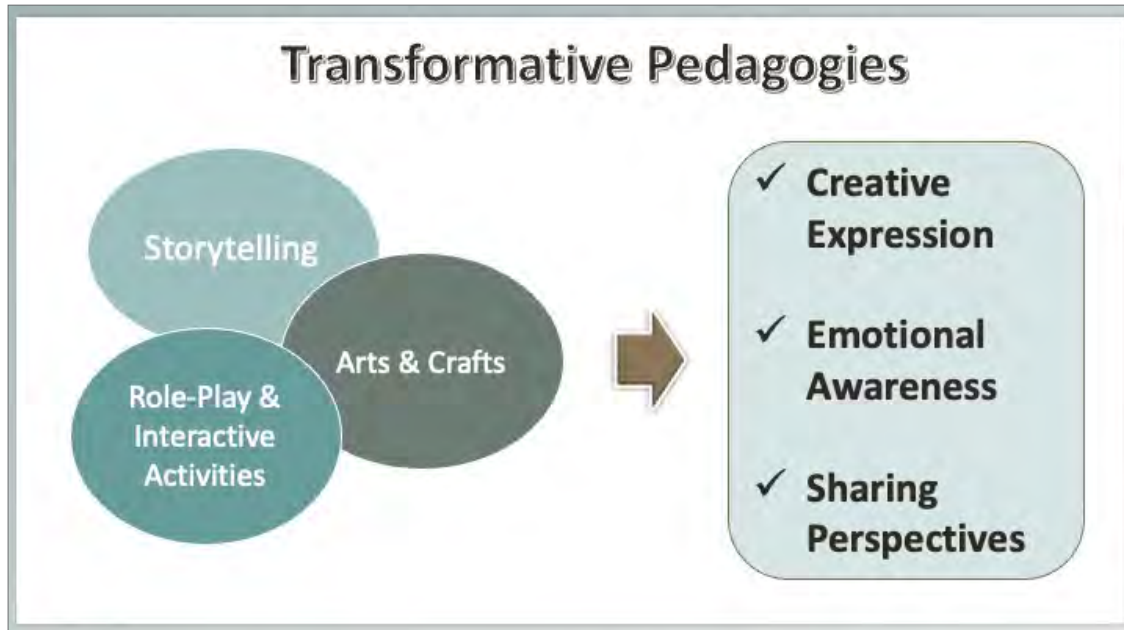 Transformative Pedagogies
Storytelling
Arts & Crafts
Role-Play &
Interactive
Activities
✓ Creative
Expression
✓ Emotional
Awareness
✓ Sharing
Perspectives